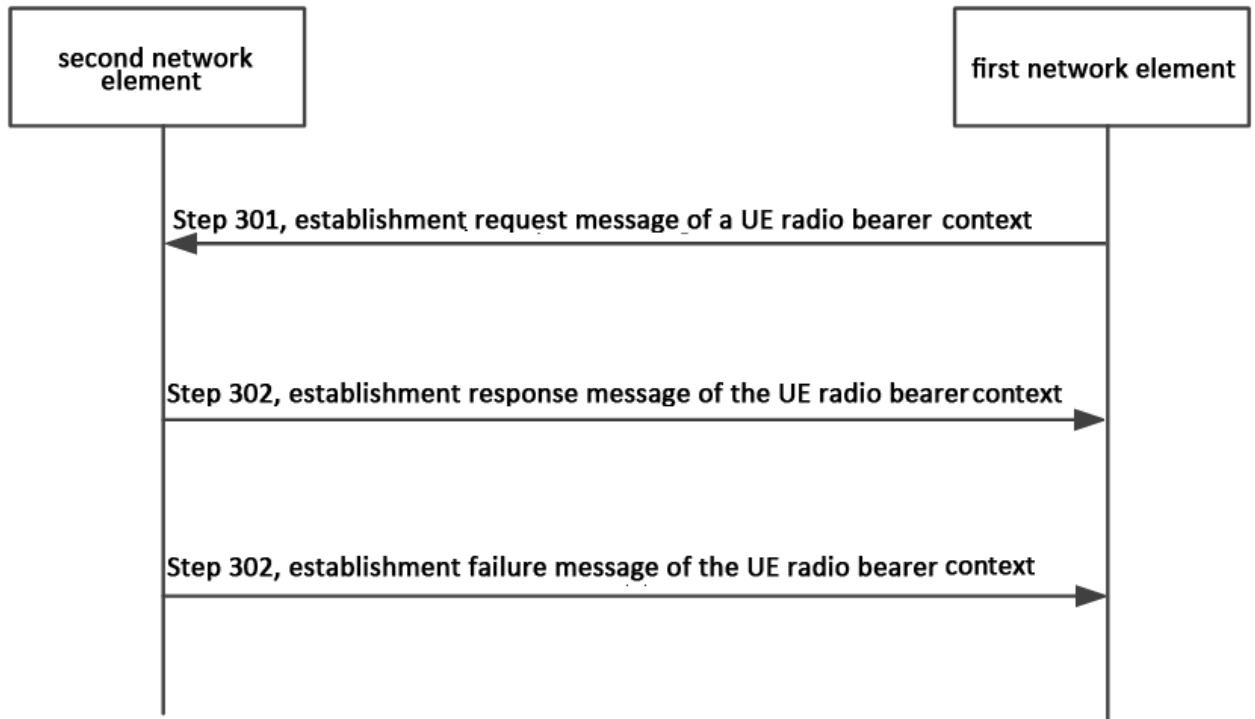 second network
element
first network element
Step 301, establishment request message of a UE radio bearer context
Step 302, establishment response message of the UE radio bearer context
Step 302, establishment failure message of the UE radio bearer context